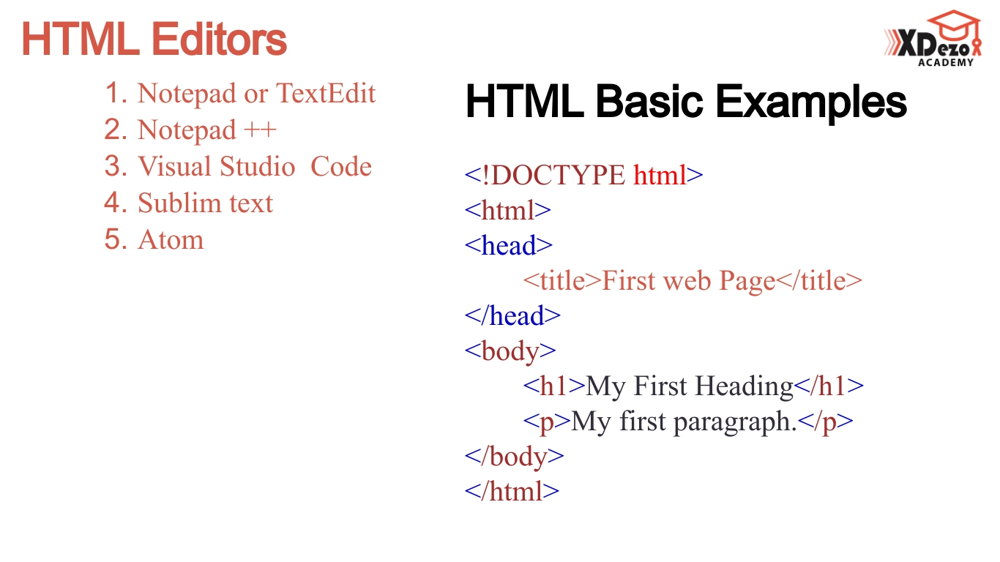 HTML Editors
XDezo
ACADEMY
1. Notepad or TextEdit
2. Notepad ++
3. Visual Studio  Code
4. Sublim text
5. Atom
HTML Basic Examples
<!DOCTYPE html>
<html>
<head>
<title>First web Page</title>
</head>
<body>
<h1>My First Heading</h1>
<p>My first paragraph.</p>
</body>
</html>